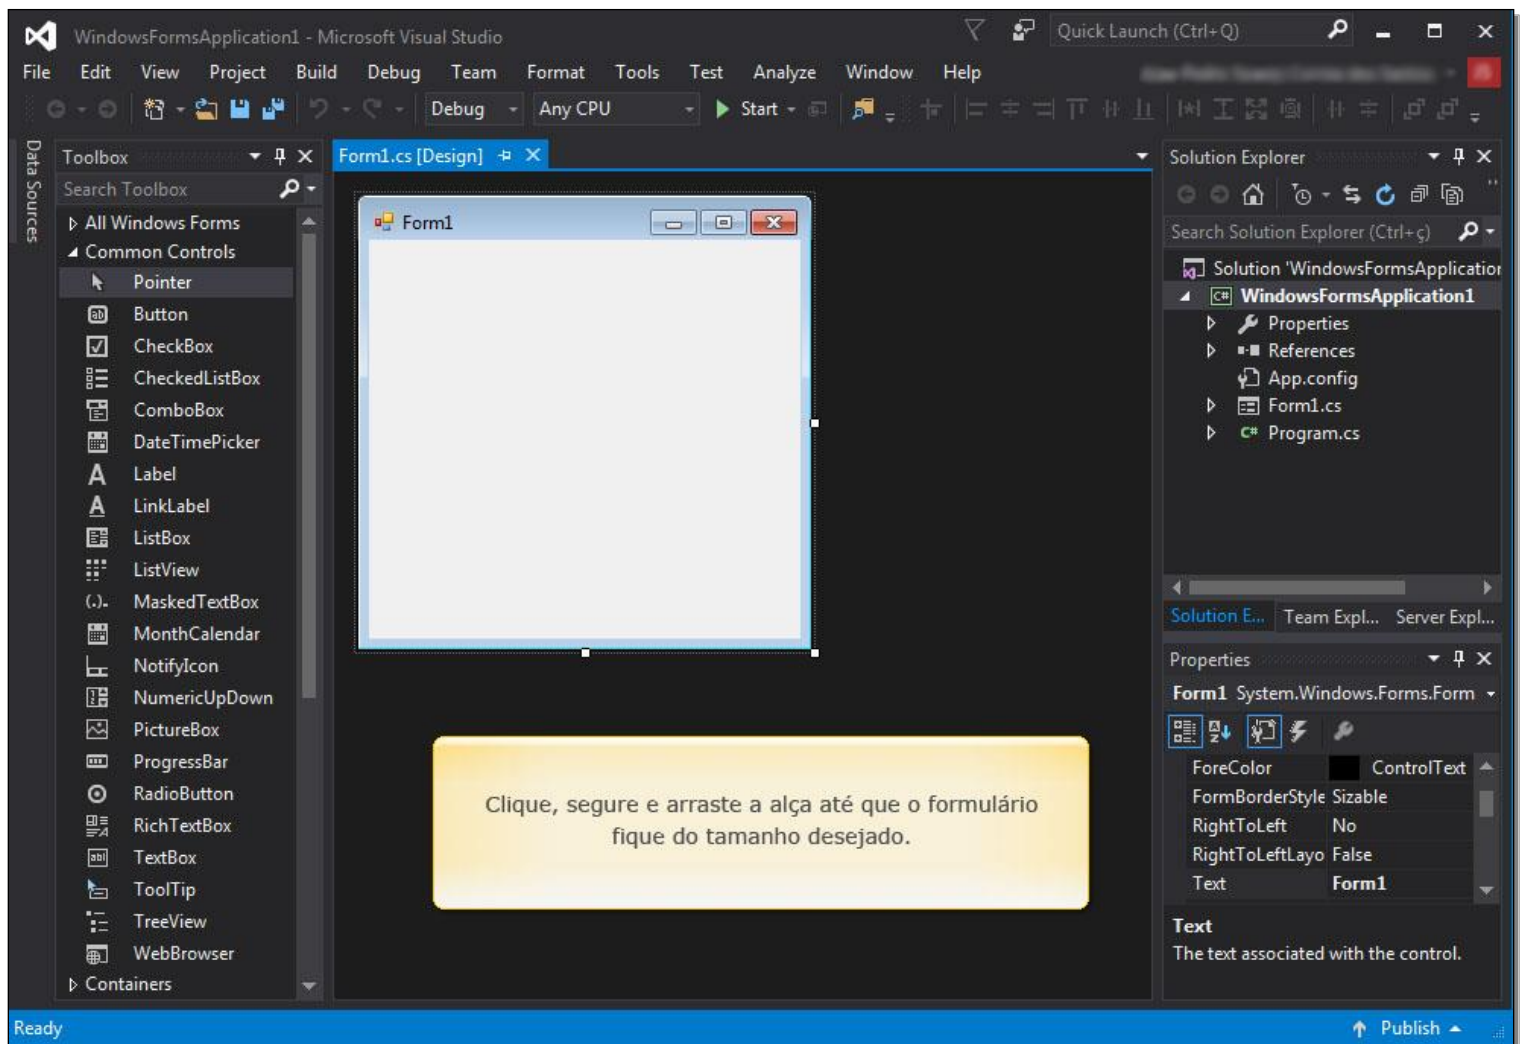 WindowsFormsApplication1 - Microsoft Visual Studio
Quick Launch (Ctrl+Q)
File Edit View Project Build Debug Team Format Tools Test Analyze Window Help
Debug Any CPU Start
Data Sources
Toolbox
Search Toolbox
All Windows Forms
Common Controls
Pointer
Button
CheckBox
CheckedListBox
ComboBox
DateTimePicker
Label
LinkLabel
ListBox
ListView
MaskedTextBox
MonthCalendar
NotifyIcon
NumericUpDown
PictureBox
ProgressBar
RadioButton
RichTextBox
TextBox
ToolTip
TreeView
WebBrowser
Containers
Form1.cs [Design]
Form1
Clique, segure e arraste a alça até que o formulário
fique do tamanho desejado.
Solution Explorer
Search Solution Explorer (Ctrl+ç)
Solution 'WindowsFormsApplication
WindowsFormsApplication1
Properties
References
App.config
Form1.cs
C# Program.cs
Solution E... Team Expl... Server Expl...
Properties
Form1 System.Windows.Forms.Form
ForeColor ControlText
FormBorderStyle Sizable
RightToLeft No
RightToLeftLayo False
Text Form1
Text
The text associated with the control.
Ready
Publish